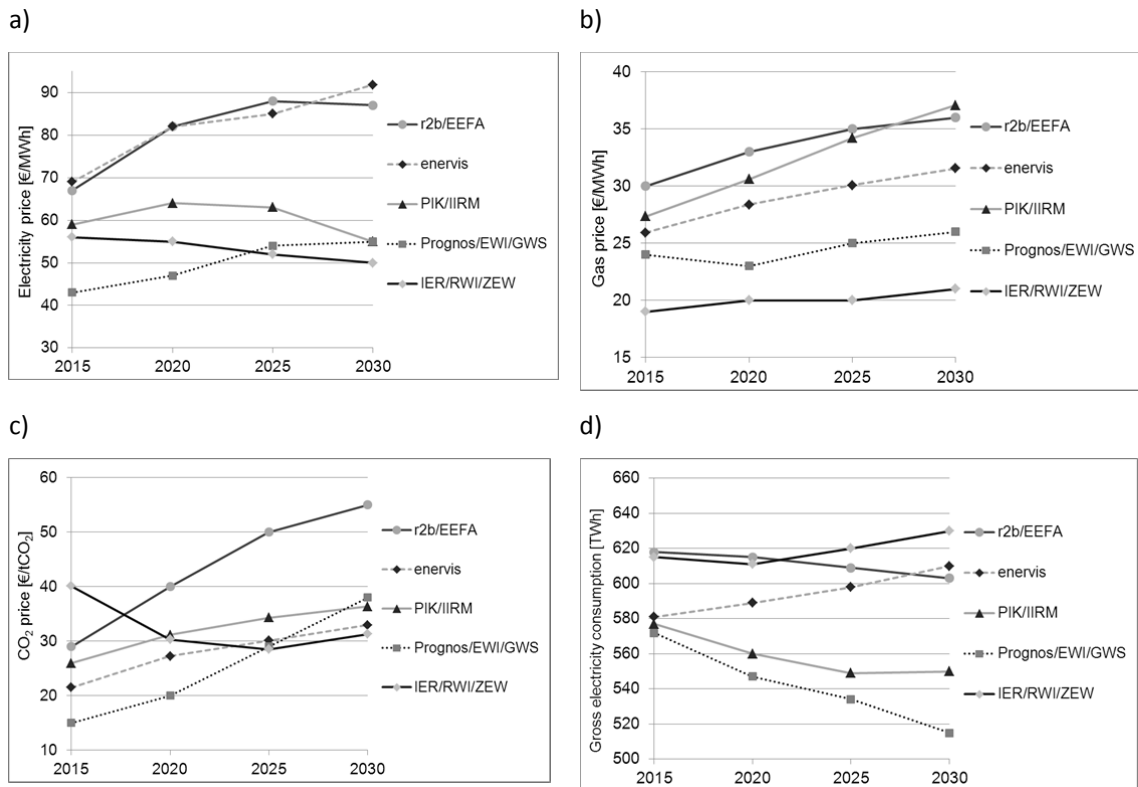 a)
Electricity price [€/MWh]
90
80
70
60
50
40
30
2015 2020 2025 2030
r2b/EEFA
enervis
PIK/IIRM
Prognos/EWI/GWS
IER/RWI/ZEW
b)
Gas price [€/MWh]
40
35
30
25
20
15
2015 2020 2025 2030
r2b/EEFA
enervis
PIK/IIRM
Prognos/EWI/GWS
IER/RWI/ZEW
c)
CO₂ price [€/tCO₂]
60
50
40
30
20
10
2015 2020 2025 2030
r2b/EEFA
enervis
PIK/IIRM
Prognos/EWI/GWS
IER/RWI/ZEW
d)
Gross electricity consumption [TWh]
660
640
620
600
580
560
540
520
500
2015 2020 2025 2030
r2b/EEFA
enervis
PIK/IIRM
Prognos/EWI/GWS
IER/RWI/ZEW